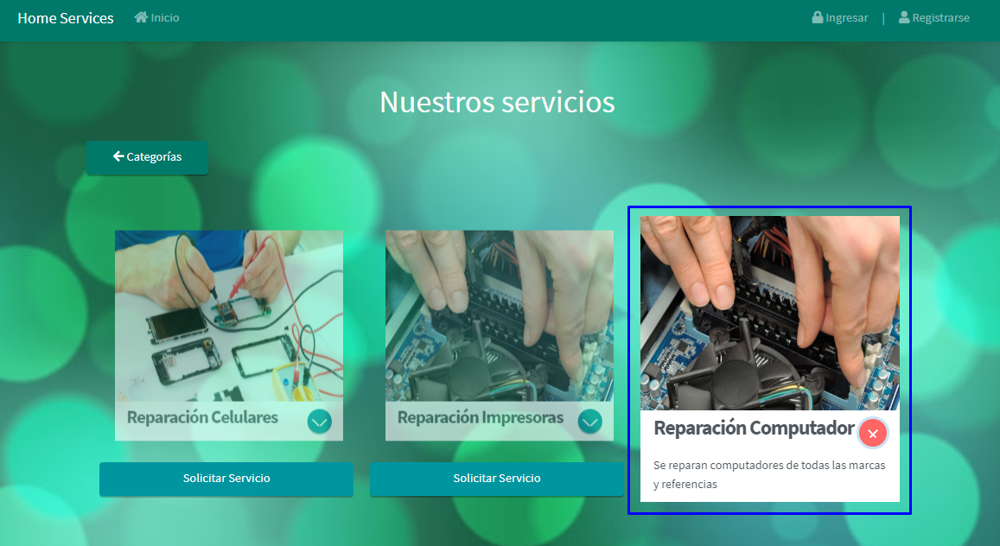 Home Services Inicio Ingresar | Registrarse
Nuestros servicios
Categorías
Reparación Celulares
Solicitar Servicio
Reparación Impresoras
Solicitar Servicio
Reparación Computador
Se reparan computadores de todas las marcas
y referencias